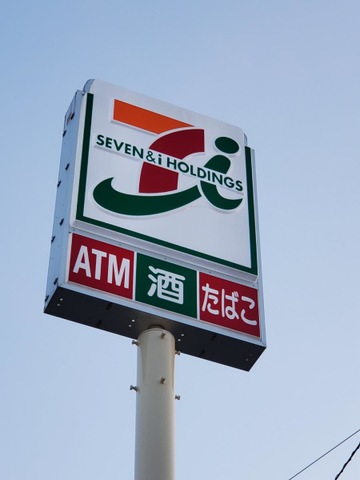 SEVEN&i HOLDINGS
ATM 酒 たばこ